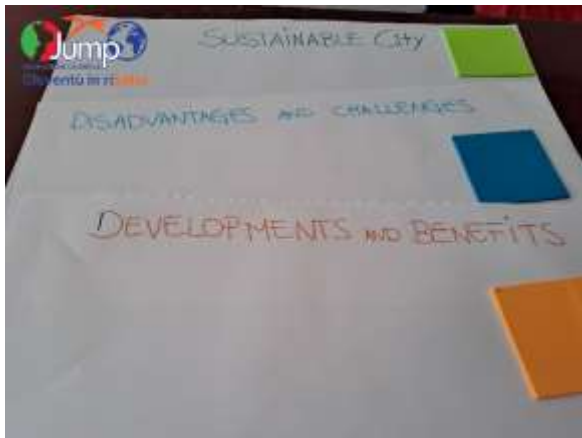 Jump
SUSTAiNABLE City
DISADVANTAGES AND CHALLENGES
DEVELOPMENTS AND BENEFiTS